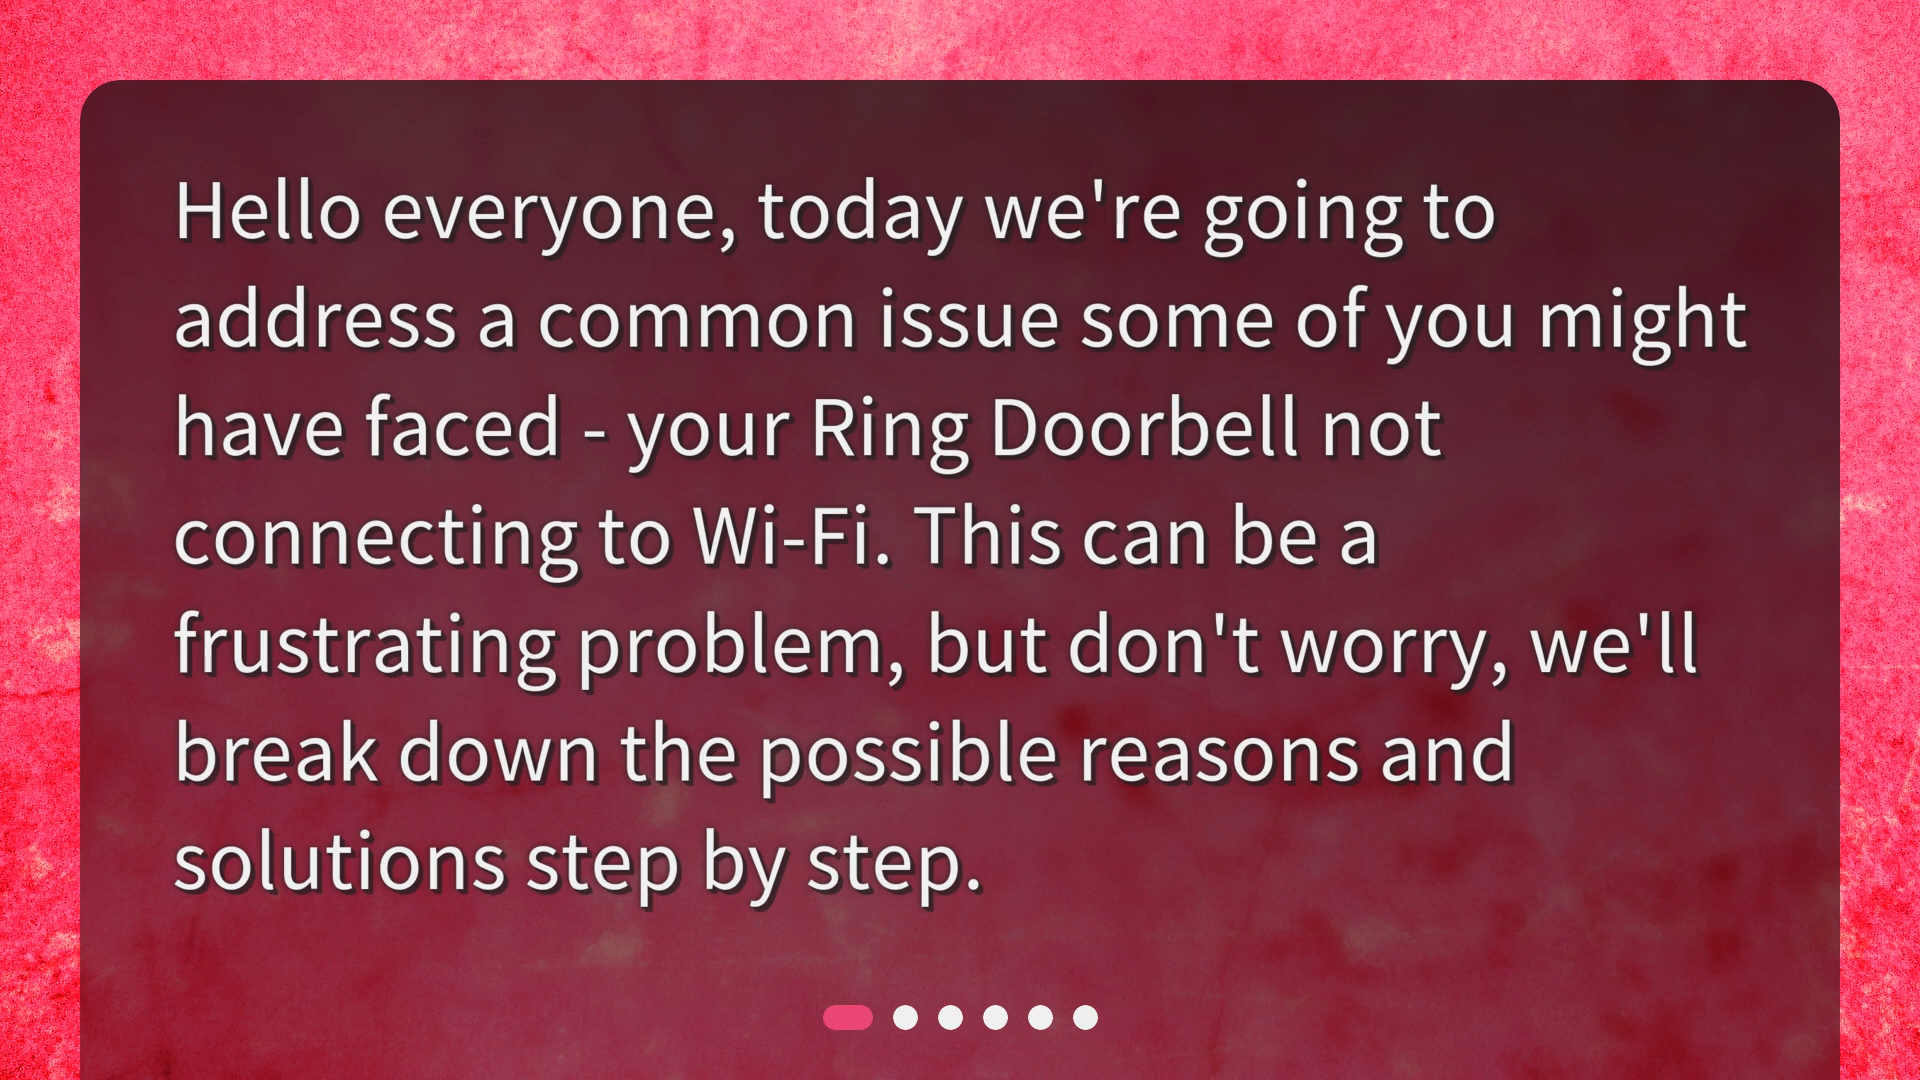 Hello everyone, today we're going to
address a common issue some of you might
have faced - your Ring Doorbell not
connecting to Wi-Fi. This can be a
frustrating problem, but don't worry, we'll
break down the possible reasons and
solutions step by step.